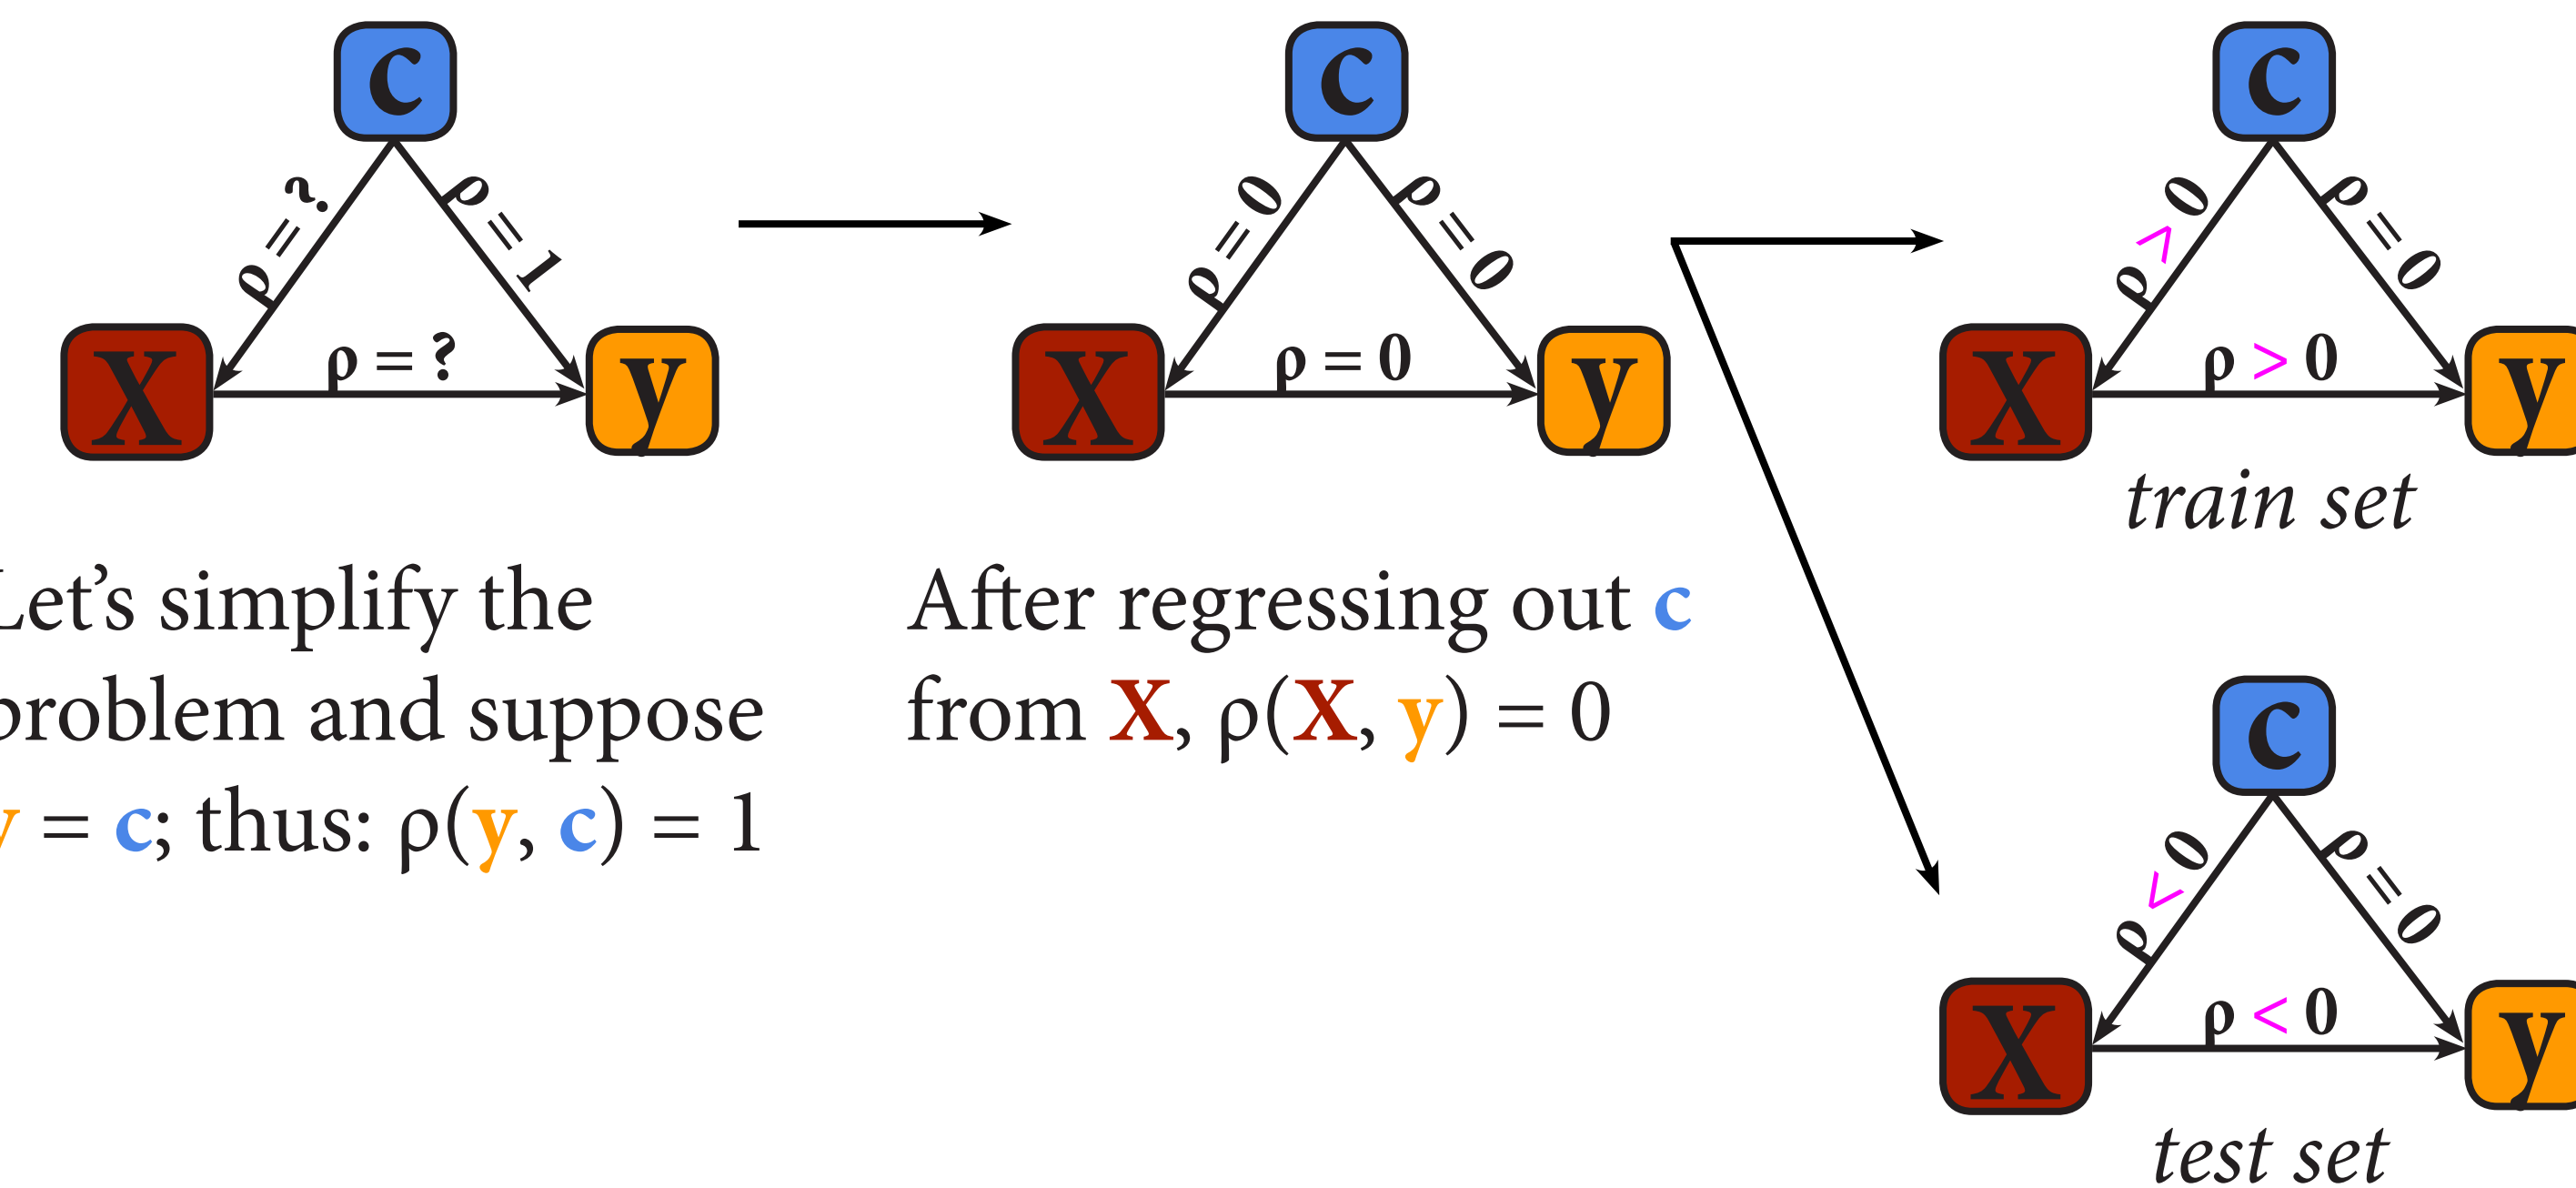 c
ρ = ?
ρ = 1
X
ρ = ?
y
Let's simplify the
problem and suppose
y = c; thus: ρ(y, c) = 1
c
ρ = 0
ρ = 0
X
ρ = 0
y
After regressing out c
from X, ρ(X, y) = 0
c
ρ > 0
ρ = 0
X
ρ > 0
y
train set
c
ρ < 0
ρ = 0
X
ρ < 0
y
test set